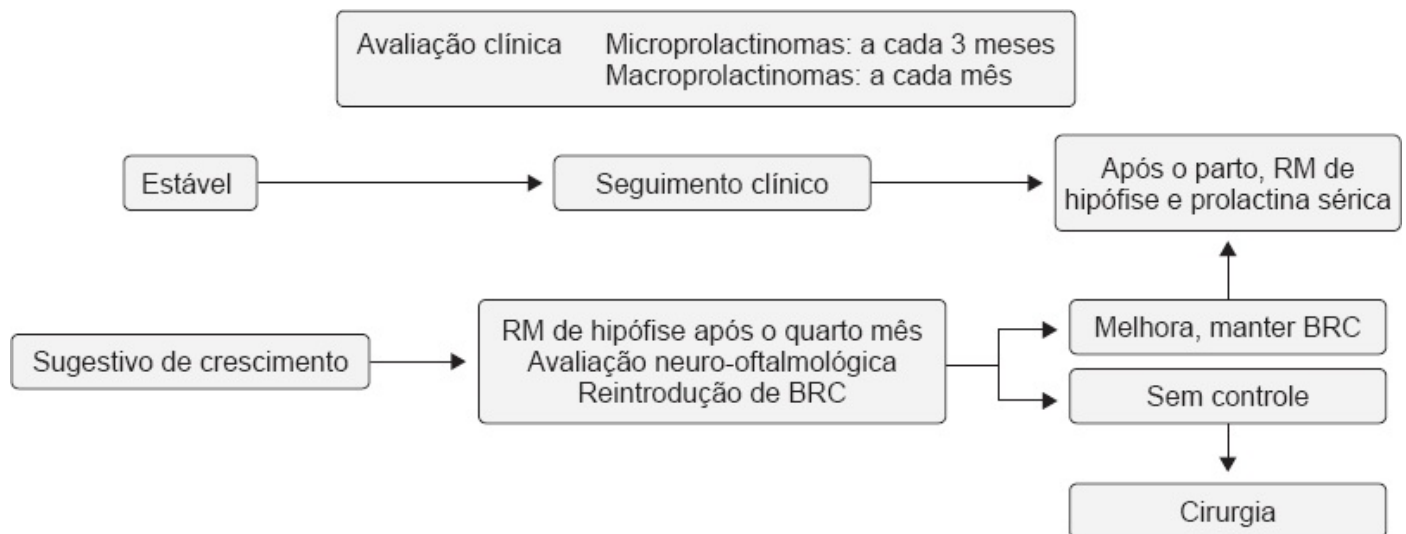 Avaliação clínica Microprolactinomas: a cada 3 meses
Macroprolactinomas: a cada mês
Estável
Seguimento clínico
Após o parto, RM de
hipófise e prolactina sérica
Sugestivo de crescimento
RM de hipófise após o quarto mês
Avaliação neuro-oftalmológica
Reintrodução de BRC
Melhora, manter BRC
Sem controle
Cirurgia